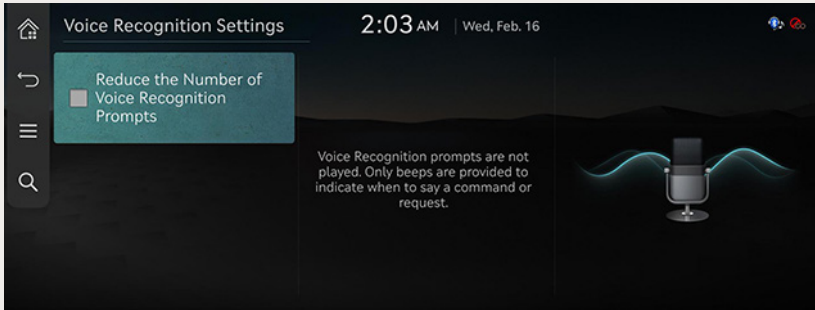 Voice Recognition Settings
2:03 AM
Wed, Feb. 16
Reduce the Number of
Voice Recognition
Prompts
Voice Recognition prompts are not
played. Only beeps are provided to
indicate when to say a command or
request.